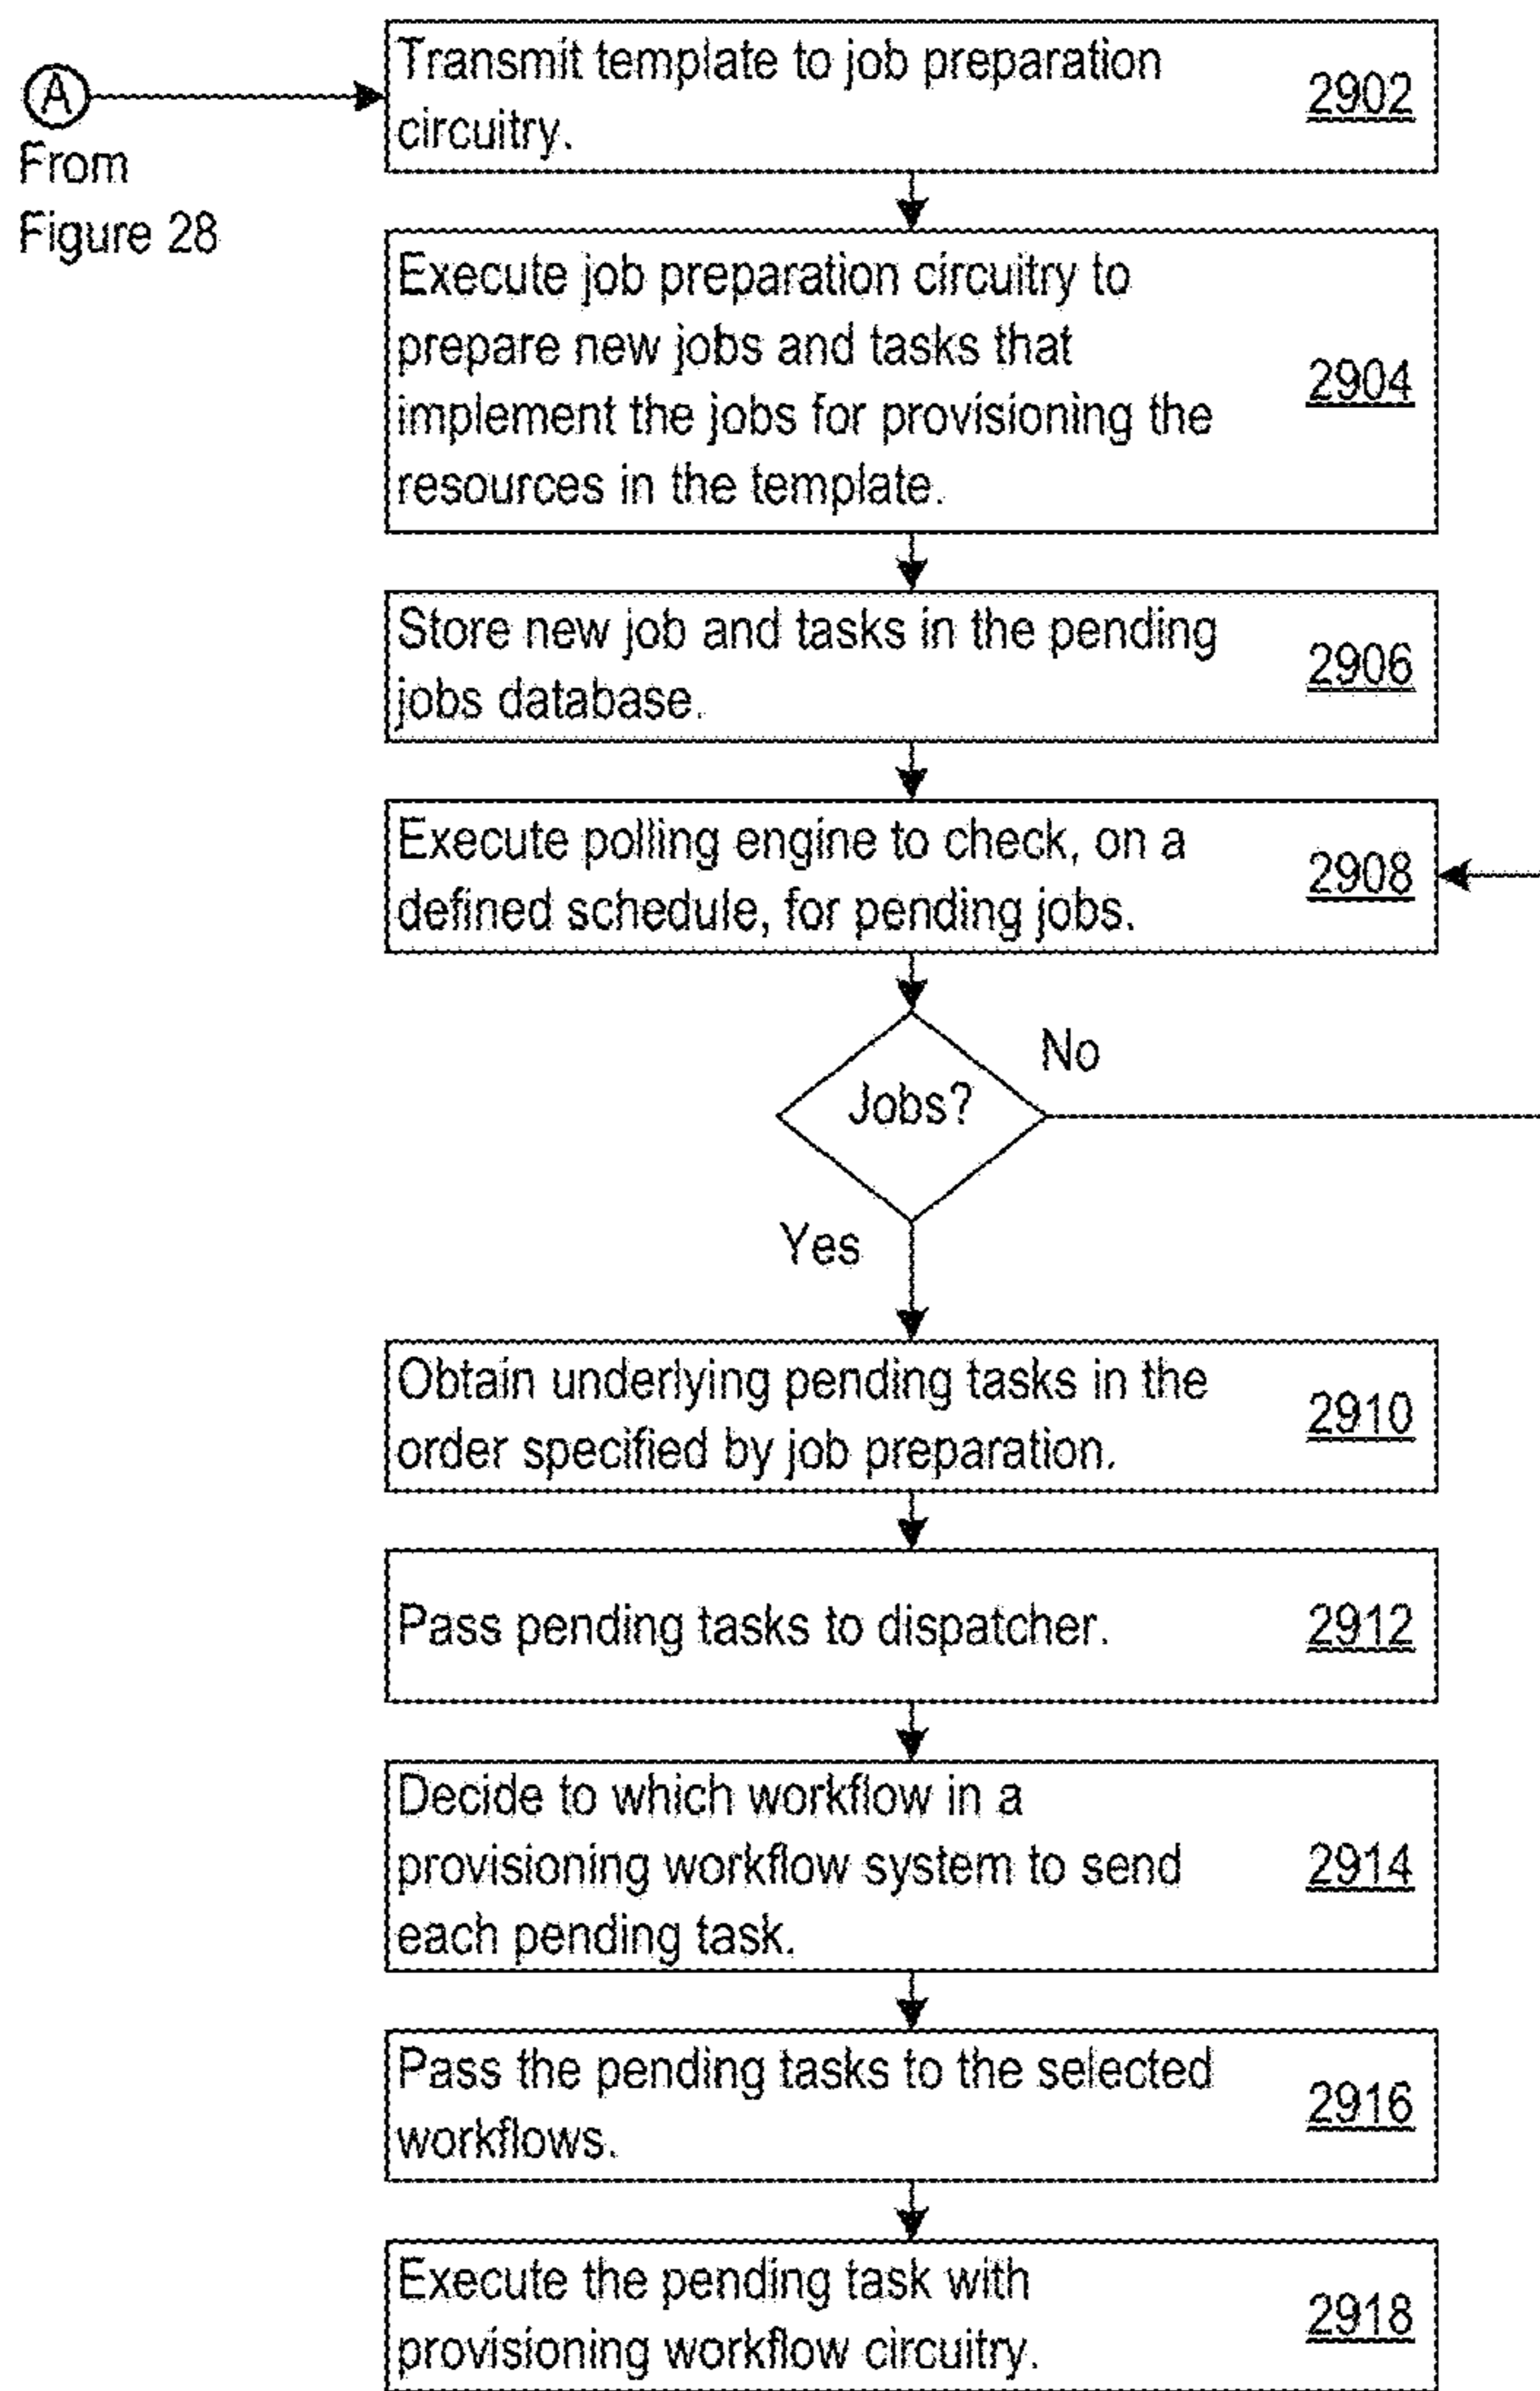 A
From
Figure 28
Transmit template to job preparation
circuitry.
2902
Execute job preparation circuitry to
prepare new jobs and tasks that
implement the jobs for provisioning the
resources in the template.
2904
Store new job and tasks in the pending
jobs database.
2906
Execute polling engine to check, on a
defined schedule, for pending jobs.
2908
Jobs?
No
Yes
Obtain underlying pending tasks in the
order specified by job preparation.
2910
Pass pending tasks to dispatcher.
2912
Decide to which workflow in a
provisioning workflow system to send
each pending task.
2914
Pass the pending tasks to the selected
workflows.
2916
Execute the pending task with
provisioning workflow circuitry.
2918